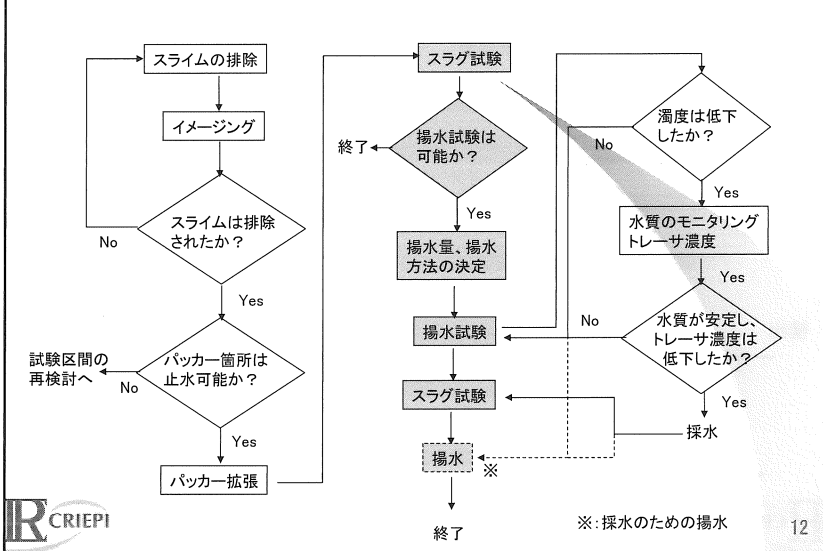 スライムの排除
イメージング
スライムは排除
されたか？
No
Yes
パッカー箇所は
止水可能か？
試験区間の
再検討へ
No
Yes
パッカー拡張
スラグ試験
揚水試験は
可能か？
終了
Yes
揚水量、揚水
方法の決定
揚水試験
スラグ試験
揚水
※
終了
濁度は低下
したか？
No
Yes
水質のモニタリング
トレーサ濃度
Yes
水質が安定し、
トレーサ濃度は
低下したか？
No
Yes
採水
※：採水のための揚水
CRIEPI
12